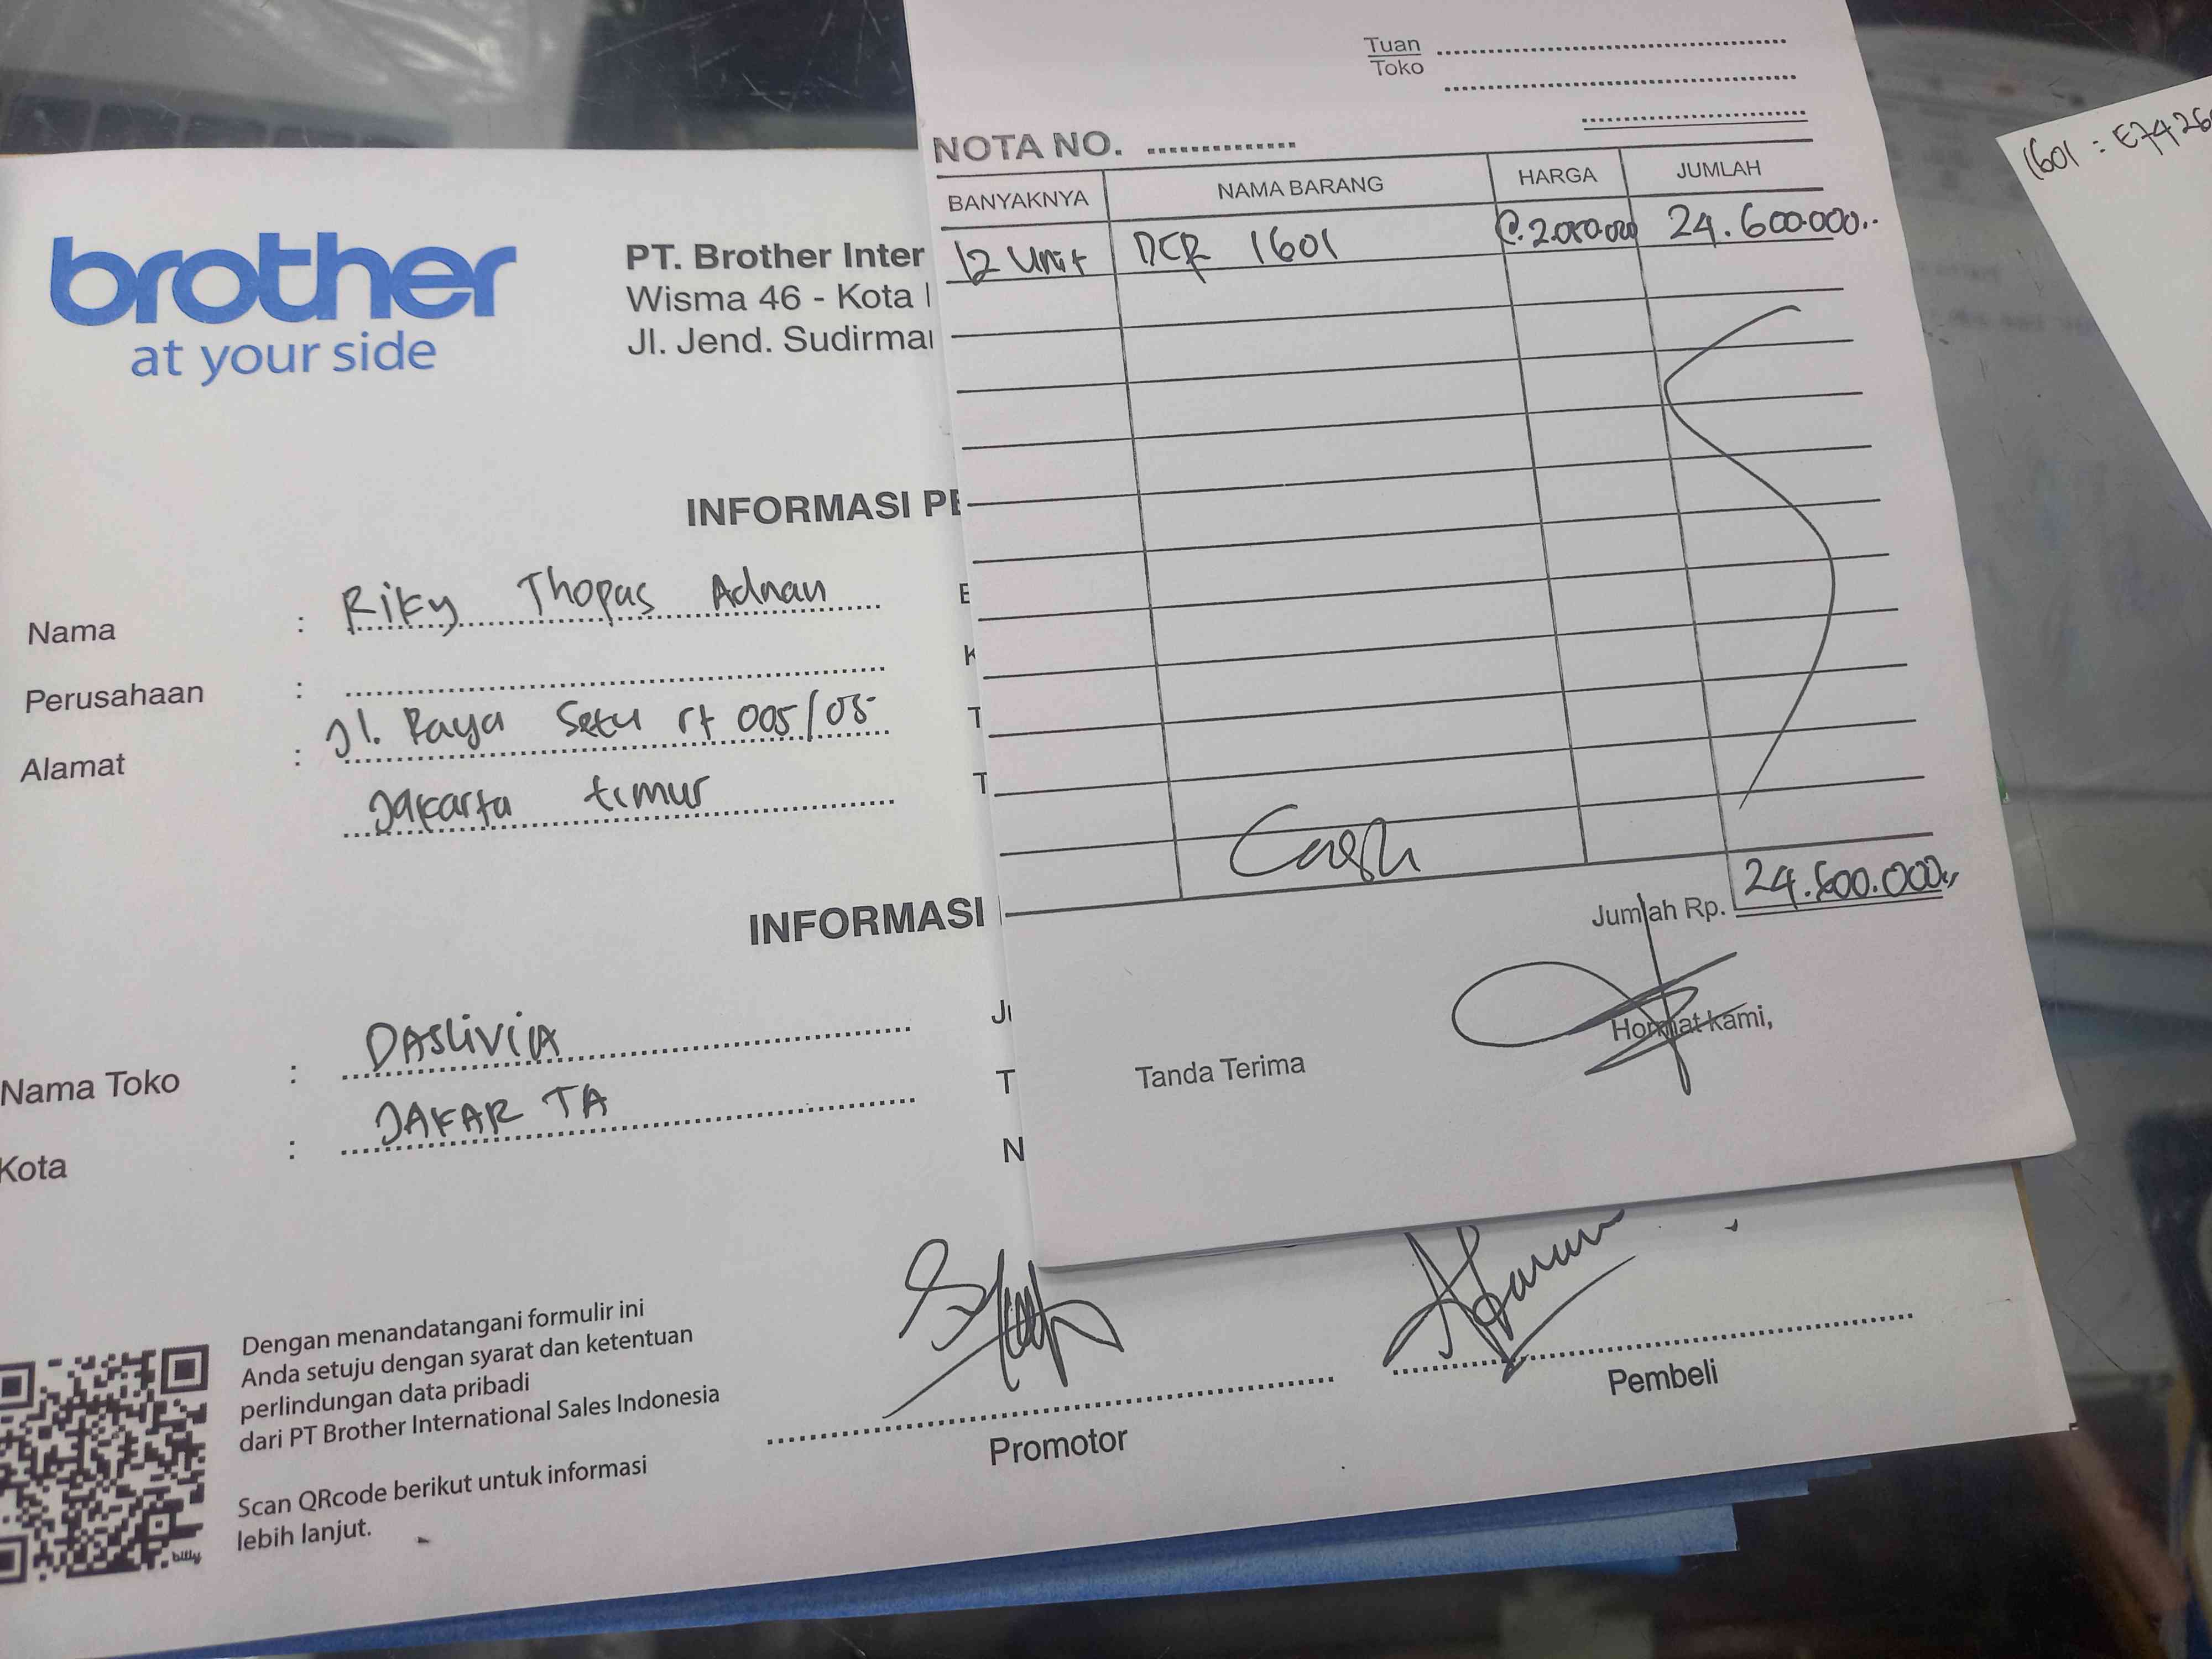 brother
at your side
PT. Brother Inter
Wisma 46 - Kota
Jl. Jend. Sudirma
INFORMASI
Nama : Riky Thopas Adnan
Perusahaan :
Alamat : Jl. Raya Setu rt 005/05
Jakarta timur
INFORMASI
Nama Toko : DASLIVIA
Kota : JAKARTA
Dengan menandatangani formulir ini
Anda setuju dengan syarat dan ketentuan
perlindungan data pribadi
dari PT Brother International Sales Indonesia
Scan QRcode berikut untuk informasi
lebih lanjut.
bitly
Promotor
Pembeli
Tuan
Toko
NOTA NO.
BANYAKNYA NAMA BARANG HARGA JUMLAH
12 Unit DCP 1601 @. 24.600.000
Cash
Jumlah Rp. 24.600.000
Tanda Terima
Hormat kami,
1601 : E7426